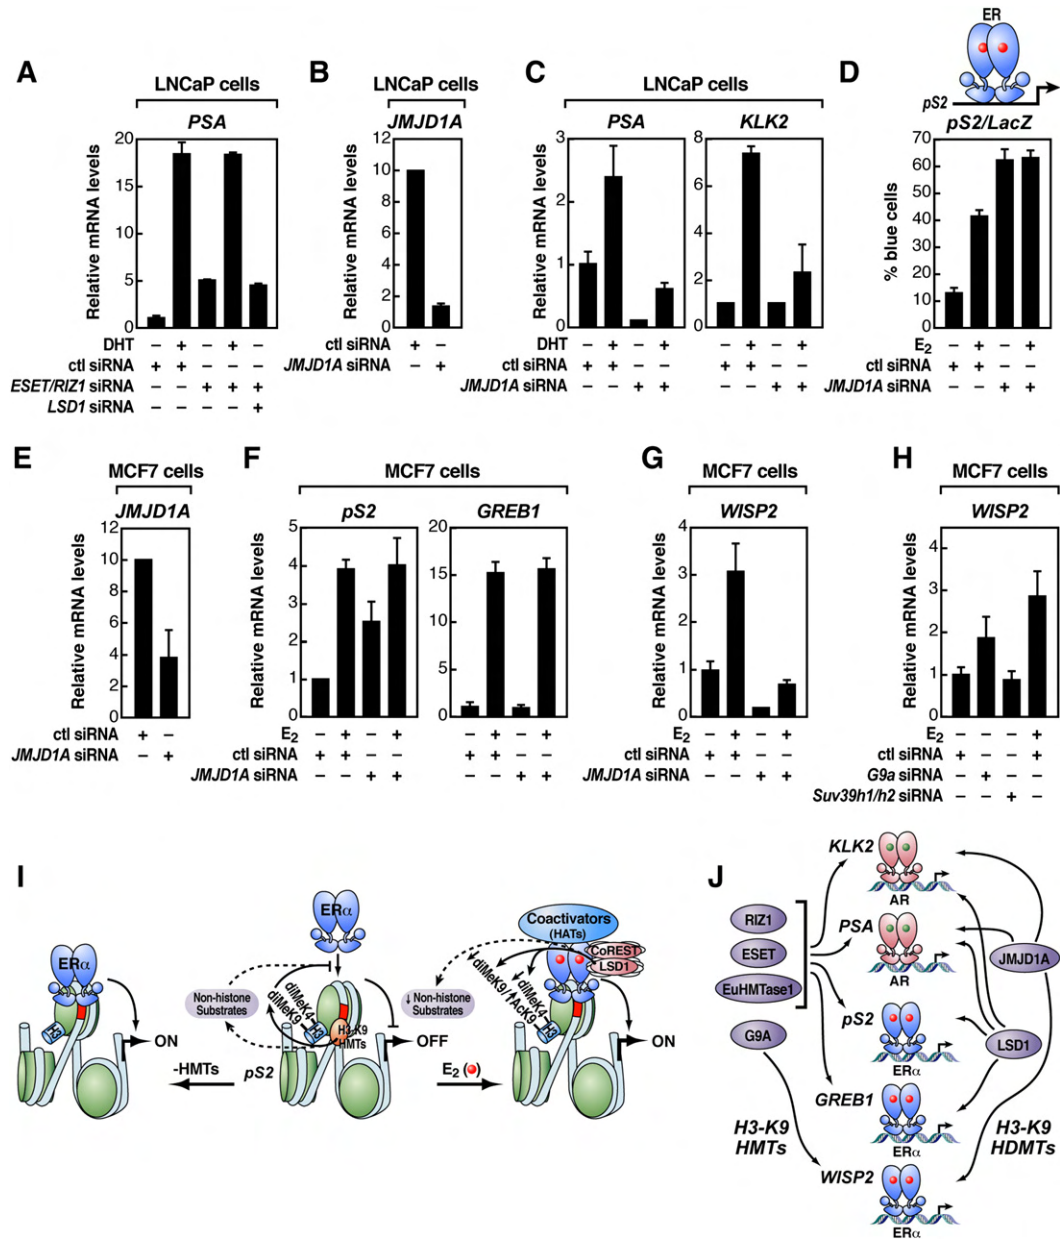 ER
A
B
C
D
LNCaP cells
LNCaP cells
pS2
PSA
JMJD1A
PSA
KLK2
pS2/LacZ
Relative mRNA levels
20
15
10
5
0
Relative mRNA levels
12
10
8
6
4
2
0
Relative mRNA levels
3
2
1
0
8
6
4
2
0
% blue cells
70
60
50
40
30
20
10
0
DHT – + – + +
ctl siRNA + + – – –
ESET/RIZ1 siRNA – – + + +
LSD1 siRNA – – – – +
ctl siRNA + –
JMJD1A siRNA – +
DHT – + – + – + – +
ctl siRNA + + – – + + – –
JMJD1A siRNA – – + + – – + +
E2 – + – +
ctl siRNA + + – –
JMJD1A siRNA – – + +
E
F
G
H
MCF7 cells
MCF7 cells
MCF7 cells
MCF7 cells
JMJD1A
pS2
GREB1
WISP2
WISP2
Relative mRNA levels
12
10
8
6
4
2
0
Relative mRNA levels
5
4
3
2
1
0
20
15
10
5
0
Relative mRNA levels
4
3
2
1
0
Relative mRNA levels
4
3
2
1
0
ctl siRNA + –
JMJD1A siRNA – +
E2 – + – + – + – +
ctl siRNA + + – – + + – –
JMJD1A siRNA – – + + – – + +
E2 – + – +
ctl siRNA + + – –
JMJD1A siRNA – – + +
E2 – – – +
ctl siRNA + – – +
G9a siRNA – + – –
Suv39h1/h2 siRNA – – + –
I
ERα
H3
ON
-HMTs
pS2
ERα
Non-histone
Substrates
diMeK4
diMeK9
H3
H3-K9
HMTs
OFF
E2 ( )
Coactivators
(HATs)
CoREST
LSD1
↓ Non-histone
Substrates
diMeK9/↑AcK9
diMeK4
H3
ON
J
RIZ1
ESET
EuHMTase1
G9A
H3-K9
HMTs
KLK2
AR
PSA
AR
pS2
ERα
GREB1
ERα
WISP2
ERα
JMJD1A
LSD1
H3-K9
HDMTs